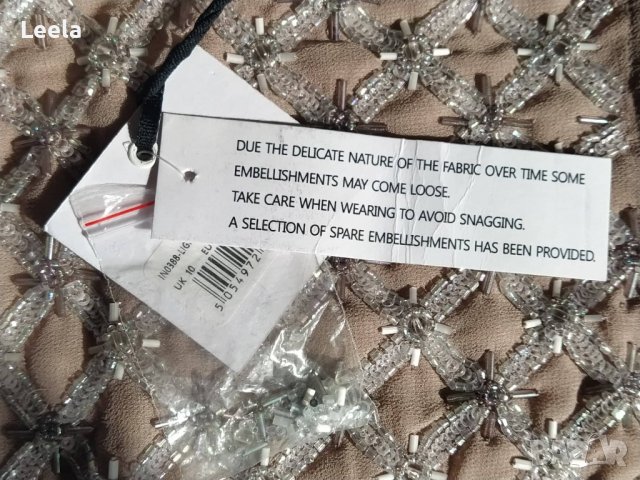 Leela
DUE THE DELICATE NATURE OF THE FABRIC OVER TIME SOME
EMBELLISHMENTS MAY COME LOOSE.
TAKE CARE WHEN WEARING TO AVOID SNAGGING.
A SELECTION OF SPARE EMBELLISHMENTS HAS BEEN PROVIDED.
UK 10
BAZAR